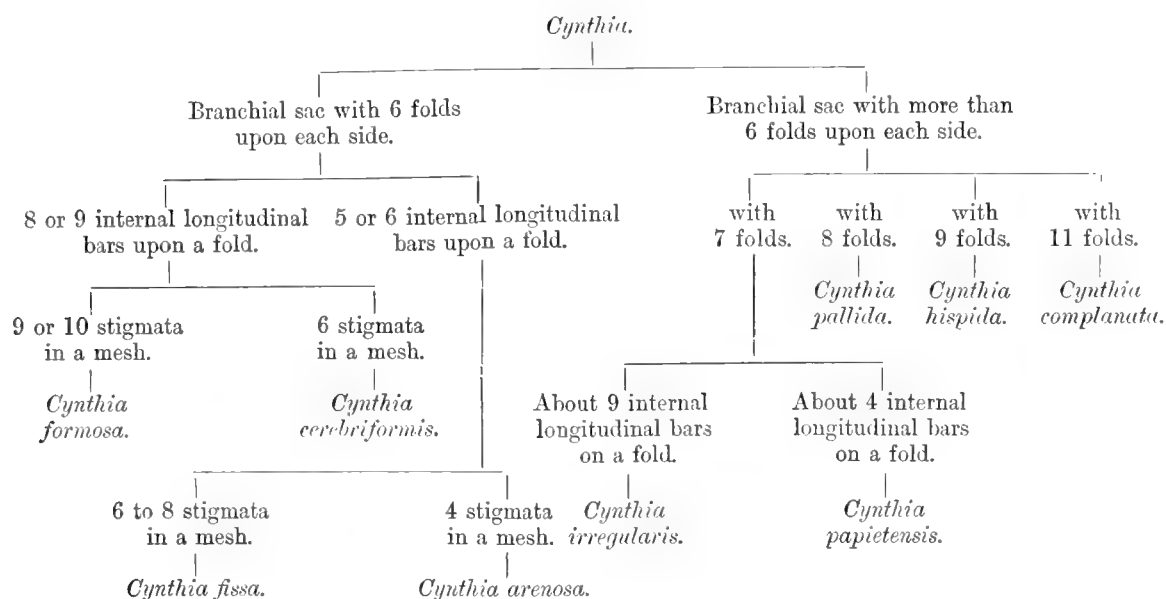 Cynthia.
Branchial sac with 6 folds
upon each side.
Branchial sac with more than
6 folds upon each side.
8 or 9 internal longitudinal
bars upon a fold.
5 or 6 internal longitudinal
bars upon a fold.
with
7 folds.
with
8 folds.
with
9 folds.
with
11 folds.
Cynthia
pallida.
Cynthia
hispida.
Cynthia
complanata.
9 or 10 stigmata
in a mesh.
6 stigmata
in a mesh.
Cynthia
formosa.
Cynthia
cerebriformis.
About 9 internal
longitudinal bars
on a fold.
About 4 internal
longitudinal bars
on a fold.
6 to 8 stigmata
in a mesh.
4 stigmata
in a mesh.
Cynthia
irregularis.
Cynthia
papietensis.
Cynthia fissa.
Cynthia arenosa.